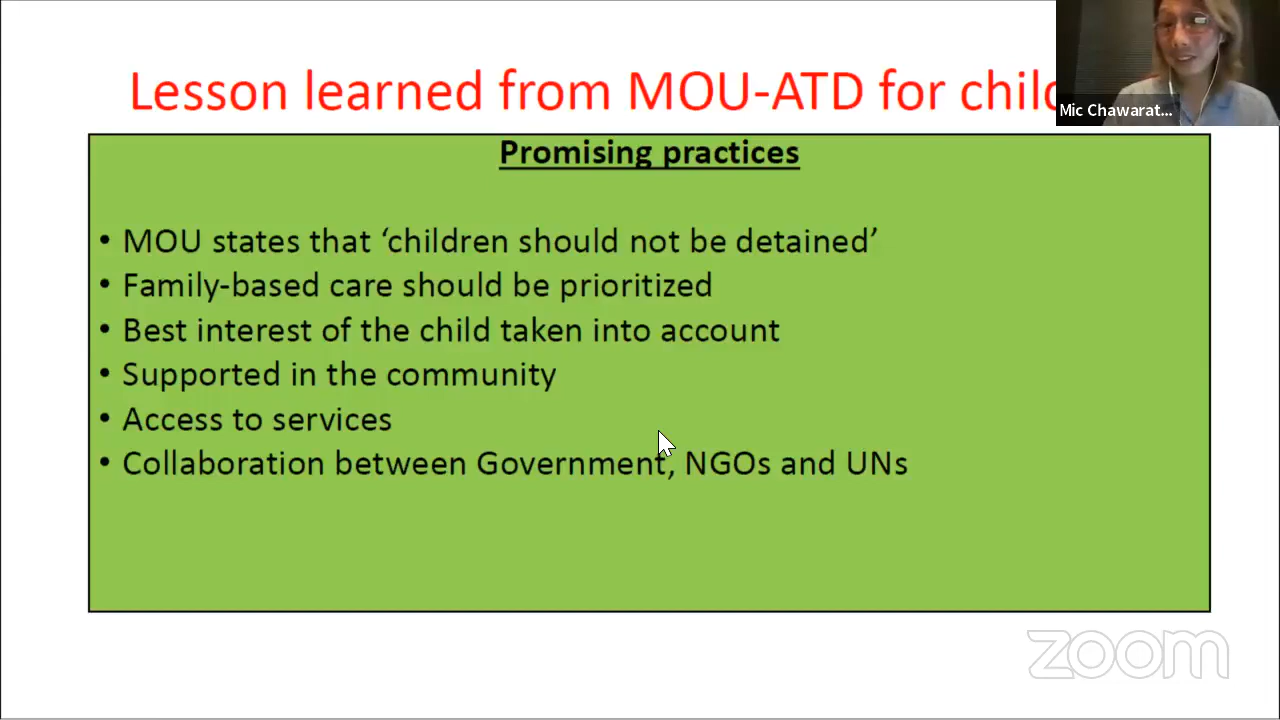 Lesson learned from MOU-ATD for
Mic Chawarat...
Promising practices
• MOU states that ‘children should not be detained’
• Family-based care should be prioritized
• Best interest of the child taken into account
• Supported in the community
• Access to services
• Collaboration between Government, NGOs and UNs
zoom